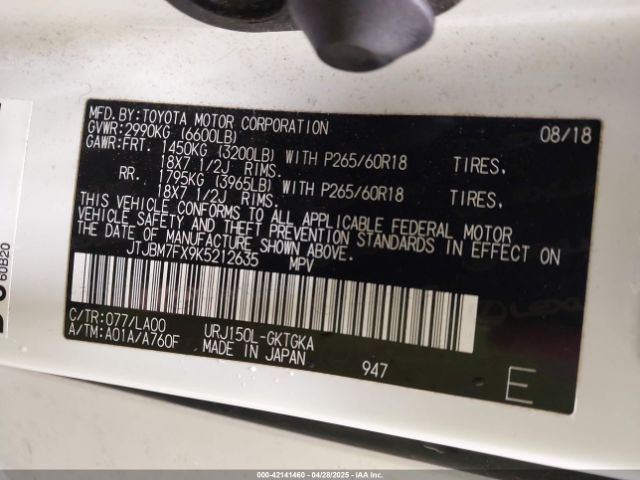 MFD. BY: TOYOTA MOTOR CORPORATION 08/18
GVWR: 2990KG (6600LB)
GAWR: FRT. 1450KG (3200LB) WITH P265/60R18 TIRES,
18X7 1/2J RIMS.
RR. 1795KG (3965LB) WITH P265/60R18 TIRES,
18X7 1/2J RIMS.
THIS VEHICLE CONFORMS TO ALL APPLICABLE FEDERAL MOTOR
VEHICLE SAFETY AND THEFT PREVENTION STANDARDS IN EFFECT ON
THE DATE OF MANUFACTURE SHOWN ABOVE.
JTJBM7FX9K5212635 MPV
C/TR: 077/LA00 URJ150L-GKTGKA
A/TM: A01A/A760F MADE IN JAPAN
947
E
60B20
000-42141460 04/28/2025 IAA, Inc.